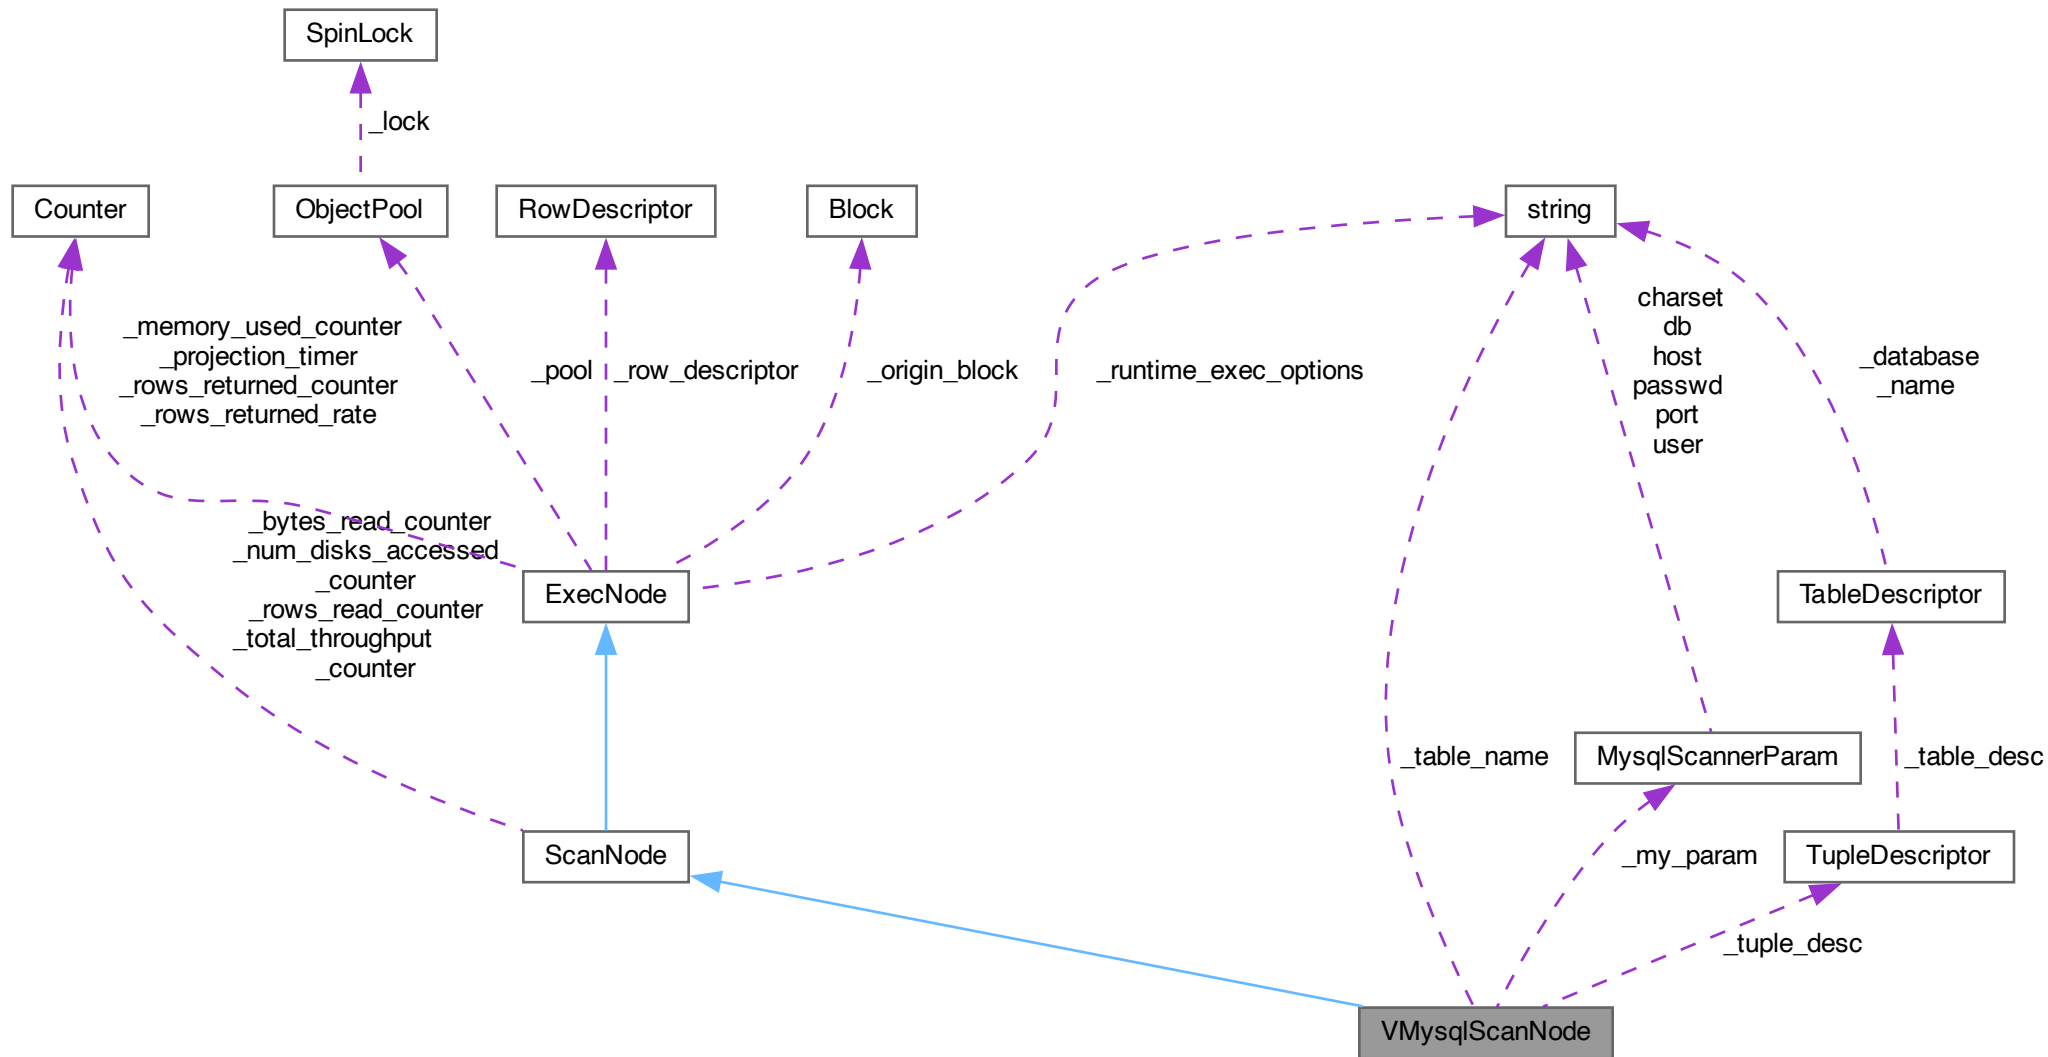 SpinLock
_lock
Counter
ObjectPool
RowDescriptor
Block
string
_memory_used_counter
_projection_timer
_rows_returned_counter
_rows_returned_rate
_pool
_row_descriptor
_origin_block
_runtime_exec_options
charset
db
host
passwd
port
user
_database
_name
_bytes_read_counter
_num_disks_accessed
_counter
_rows_read_counter
_total_throughput
_counter
ExecNode
TableDescriptor
_table_name
MysqlScannerParam
_table_desc
ScanNode
_my_param
TupleDescriptor
_tuple_desc
VMysqlScanNode